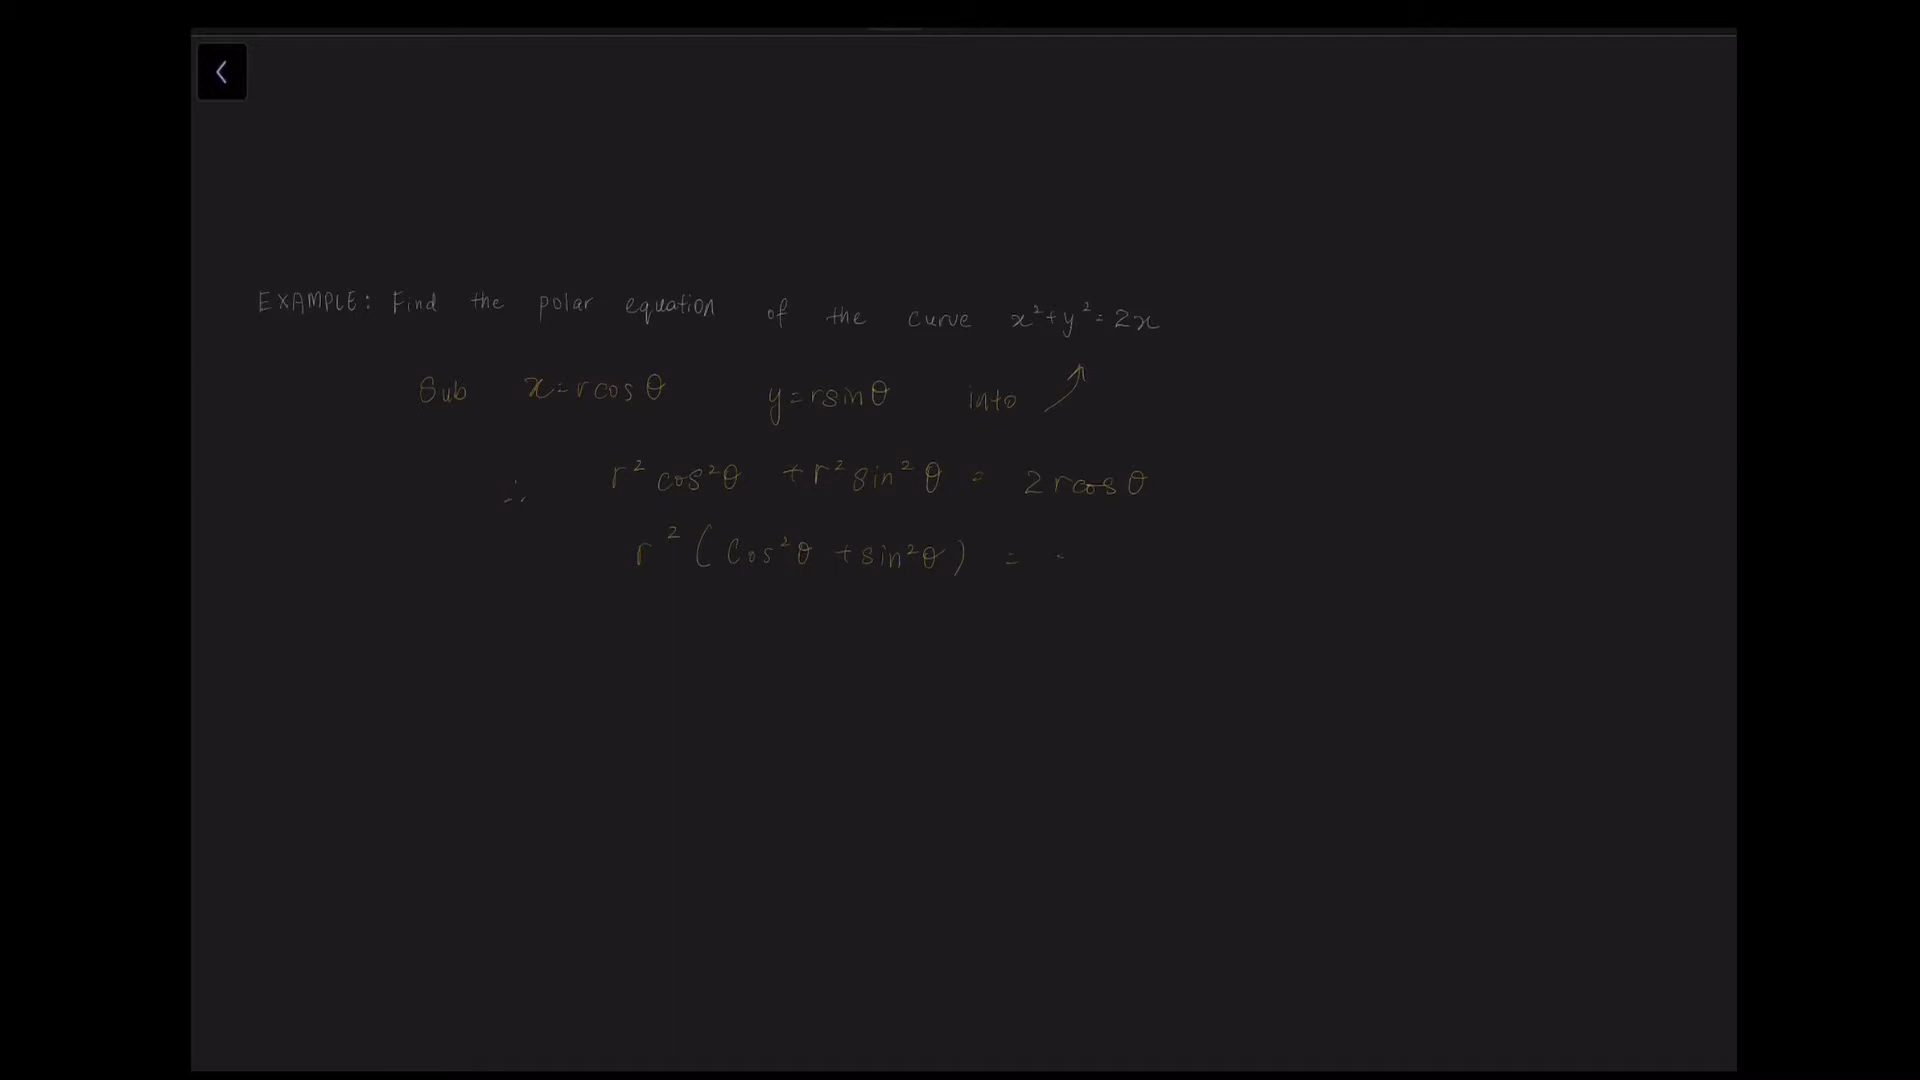 EXAMPLE: Find the polar equation of the curve x²+y²=2x
Sub x=rcosθ y=rsinθ into
∴ r²cos²θ +r²sin²θ = 2rcosθ
r²(cos²θ +sin²θ) =